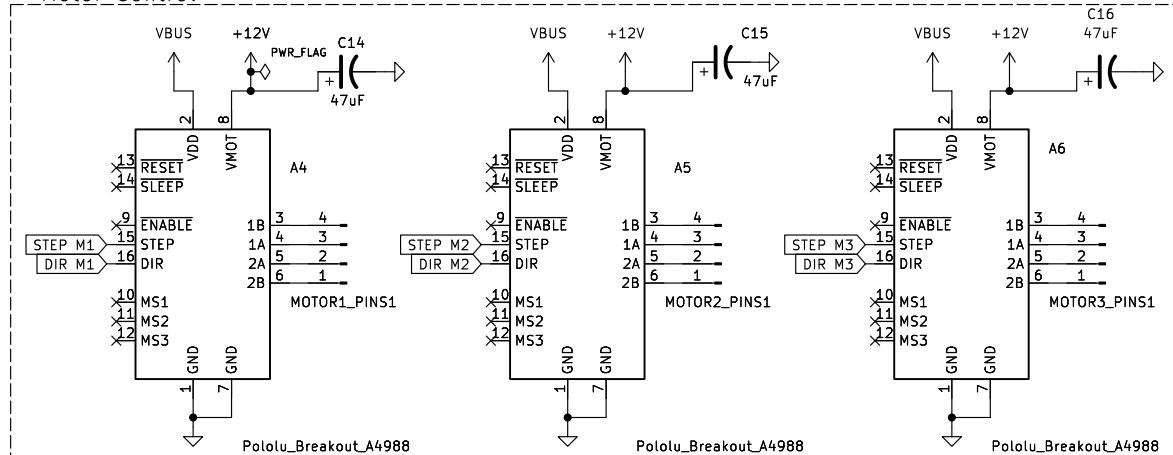 Motor Control
VBUS
+12V
PWR_FLAG
C14
+
47uF
2
8
VDD
VMOT
A4
13
RESET
14
SLEEP
9
ENABLE
STEP M1
15
STEP
DIR M1
16
DIR
10
MS1
11
MS2
12
MS3
1B
3
4
1A
4
3
2A
5
2
2B
6
1
MOTOR1_PINS1
GND
GND
1
7
Pololu_Breakout_A4988
VBUS
+12V
C15
+
47uF
2
8
VDD
VMOT
A5
13
RESET
14
SLEEP
9
ENABLE
STEP M2
15
STEP
DIR M2
16
DIR
10
MS1
11
MS2
12
MS3
1B
3
4
1A
4
3
2A
5
2
2B
6
1
MOTOR2_PINS1
GND
GND
1
7
Pololu_Breakout_A4988
VBUS
+12V
C16
47uF
+
2
8
VDD
VMOT
A6
13
RESET
14
SLEEP
9
ENABLE
STEP M3
15
STEP
DIR M3
16
DIR
10
MS1
11
MS2
12
MS3
1B
3
4
1A
4
3
2A
5
2
2B
6
1
MOTOR3_PINS1
GND
GND
1
7
Pololu_Breakout_A4988